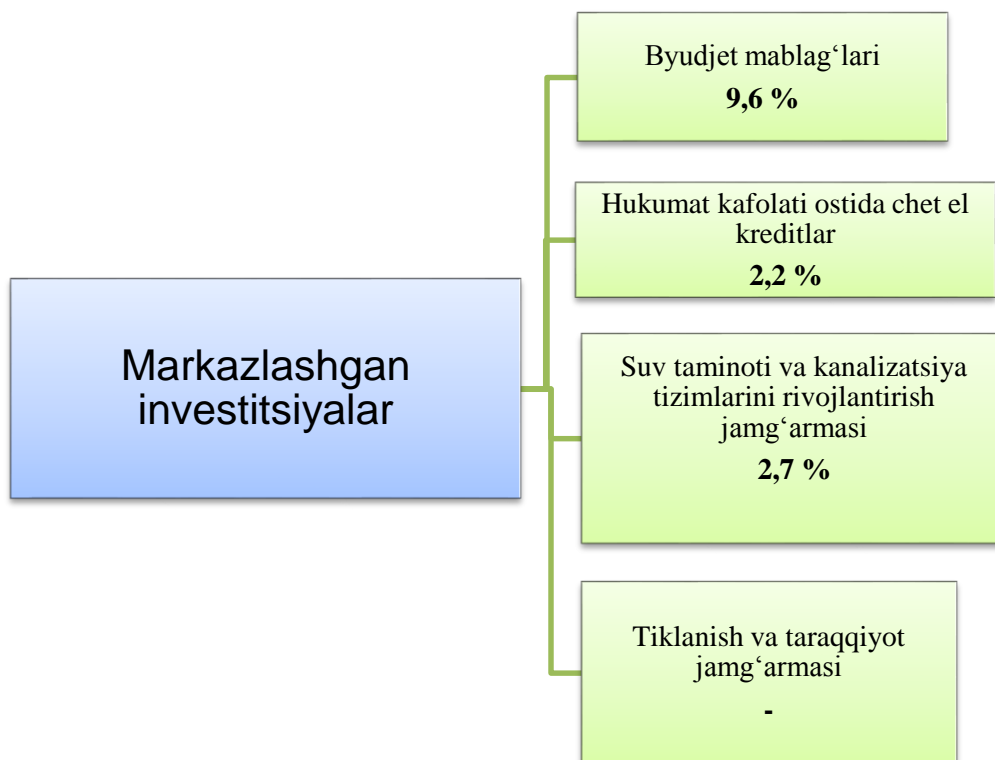 Byudjet mablag‘lari
9,6 %
Hukumat kafolati ostida chet el
kreditlar
2,2 %
Markazlashgan
investitsiyalar
Suv taminoti va kanalizatsiya
tizimlarini rivojlantirish
jamg‘armasi
2,7 %
Tiklanish va taraqqiyot
jamg‘armasi
-